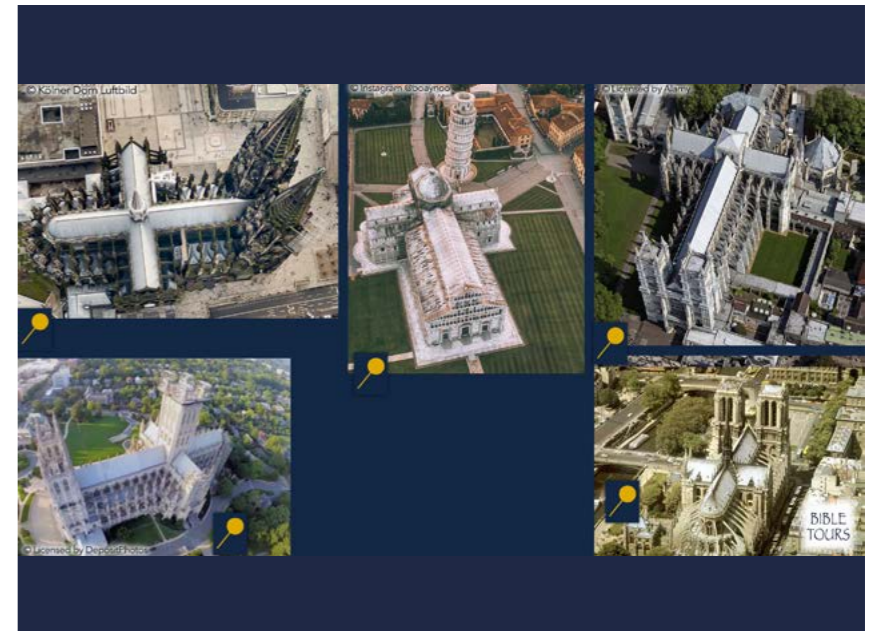 © Kölner Dom Luftbild
© Instagram @boaynoo
© Licensed by Alamy
© Licensed by DepositPhotos
BIBLE
TOURS